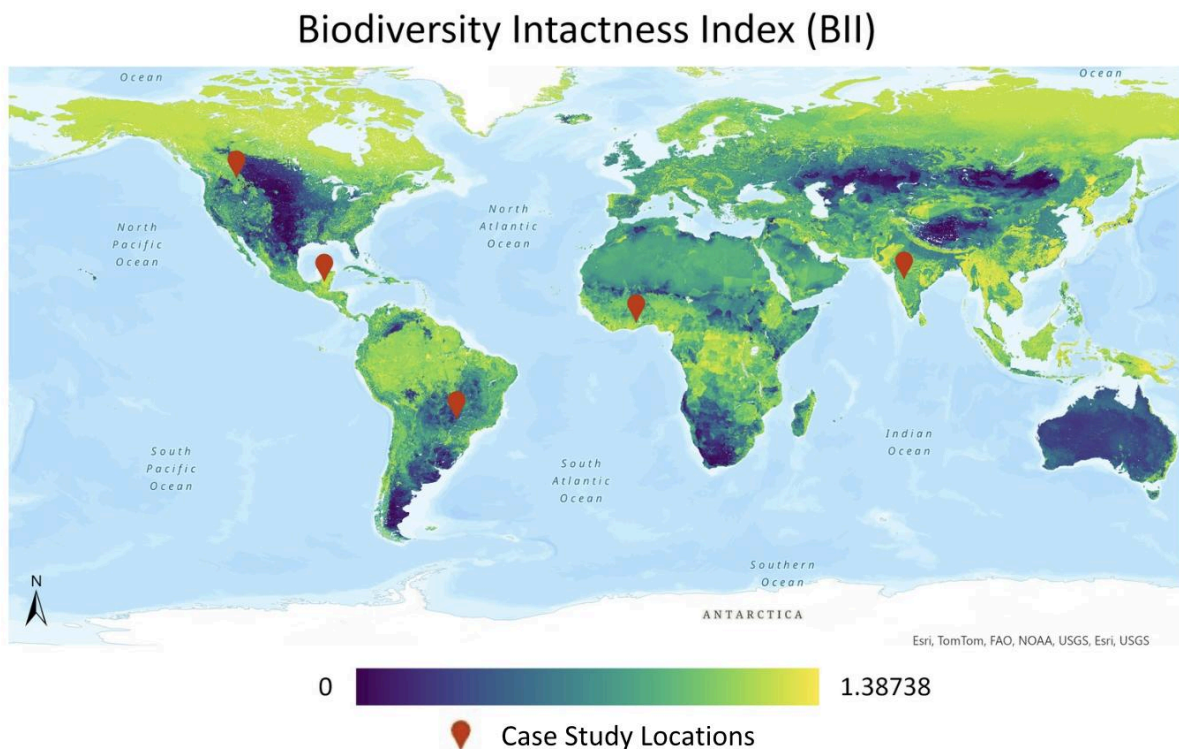 Biodiversity Intactness Index (BII)
Ocean
Ocean
North
Pacific
Ocean
North
Atlantic
Ocean
South
Pacific
Ocean
South
Atlantic
Ocean
Indian
Ocean
Southern
Ocean
N
ANTARCTICA
Esri, TomTom, FAO, NOAA, USGS, Esri, USGS
0
1.38738
Case Study Locations